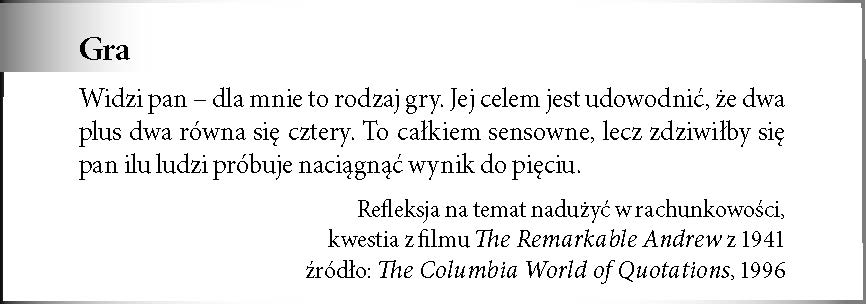 Gra
Widzi pan – dla mnie to rodzaj gry. Jej celem jest udowodnić, że dwa
plus dwa równa się cztery. To całkiem sensowne, lecz zdziwiłby się
pan ilu ludzi próbuje naciągnąć wynik do pięciu.
Refleksja na temat nadużyć w rachunkowości,
kwestia z filmu The Remarkable Andrew z 1941
źródło: The Columbia World of Quotations, 1996